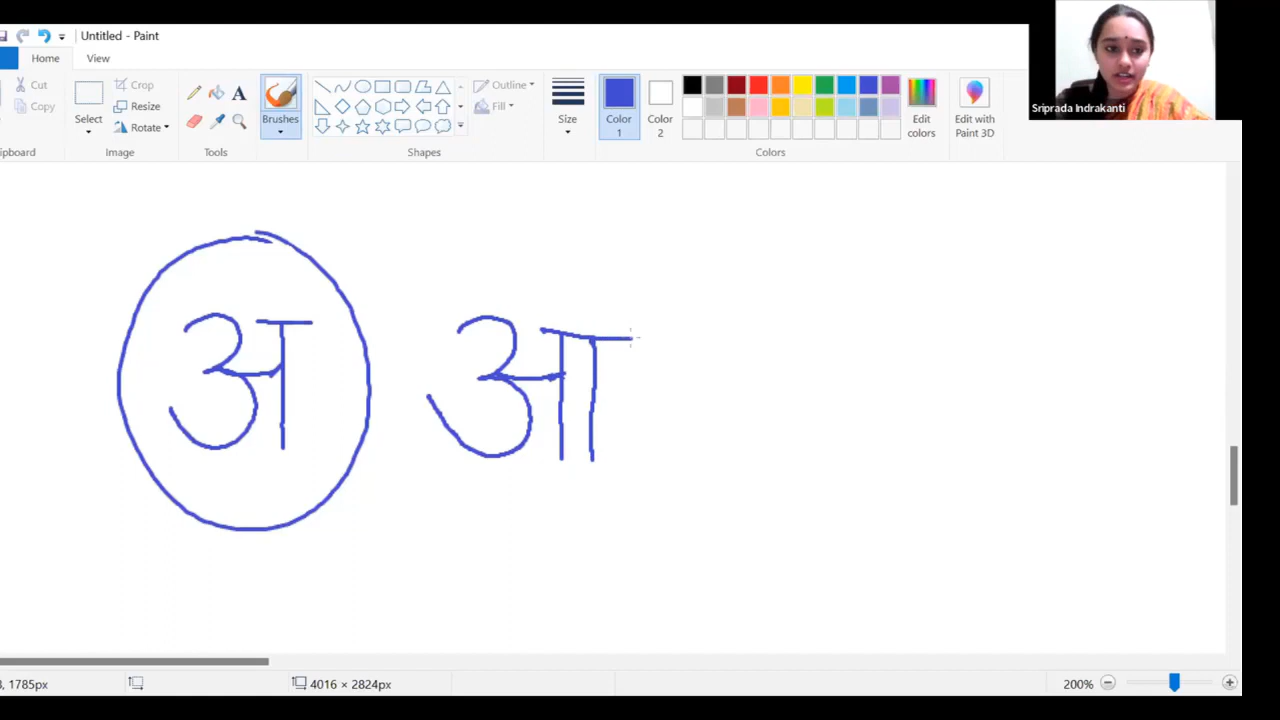 Untitled - Paint
Home View
Cut
Copy
Select
Crop
Resize
Rotate
Brushes
Outline
Fill
Size
Color 1
Color 2
Edit colors
Edit with Paint 3D
Image
Tools
Shapes
Colors
Sriprada Indrakanti
अ आ
1785px
4016 × 2824px
200%